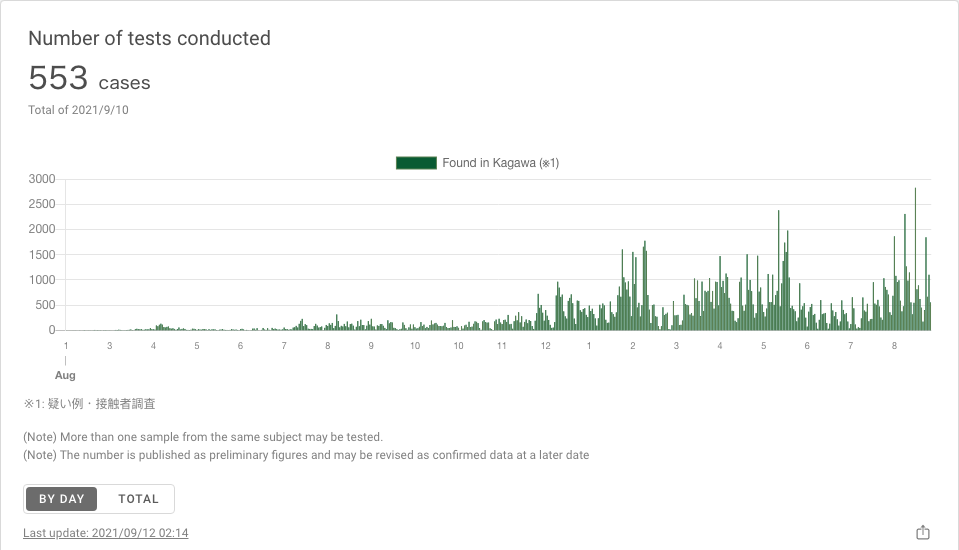 Number of tests conducted
553 cases
Total of 2021/9/10
Found in Kagawa (※1)
3000
2500
2000
1500
1000
500
0
1 3 4 5 6 7 8 9 10 10 11 12 1 2 3 4 5 6 7 8
Aug
※1: 疑い例・接触者調査
(Note) More than one sample from the same subject may be tested.
(Note) The number is published as preliminary figures and may be revised as confirmed data at a later date
BY DAY TOTAL
Last update: 2021/09/12 02:14